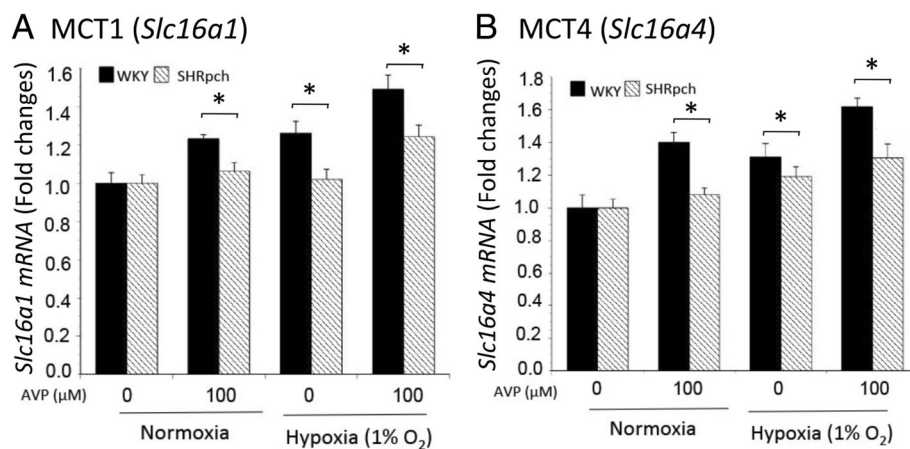 A MCT1 (Slc16a1)
Slc16a1 mRNA (Fold changes)
1.6
1.4
1.2
1.0
0.8
0.6
0.4
0.2
0.0
WKY SHRpch
*
*
*
AVP (μM) 0 100 0 100
Normoxia Hypoxia (1% O₂)
B MCT4 (Slc16a4)
Slc16a4 mRNA (Fold changes)
1.8
1.6
1.4
1.2
1.0
0.8
0.6
0.4
0.2
0.0
WKY SHRpch
*
*
*
AVP (μM) 0 100 0 100
Normoxia Hypoxia (1% O₂)